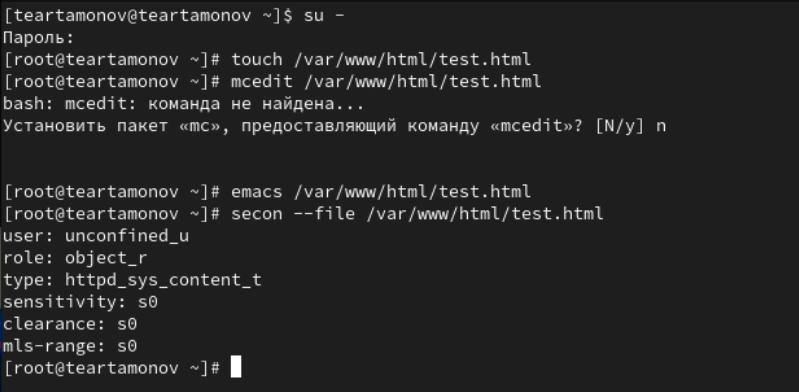 [teartamonov@teartamonov ~]$ su -
Пароль:
[root@teartamonov ~]# touch /var/www/html/test.html
[root@teartamonov ~]# mcedit /var/www/html/test.html
bash: mcedit: команда не найдена...
Установить пакет «mc», предоставляющий команду «mcedit»? [N/y] n
[root@teartamonov ~]# emacs /var/www/html/test.html
[root@teartamonov ~]# secon --file /var/www/html/test.html
user: unconfined_u
role: object_r
type: httpd_sys_content_t
sensitivity: s0
clearance: s0
mls-range: s0
[root@teartamonov ~]#